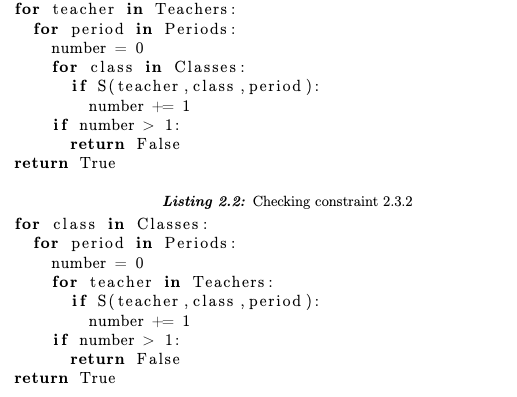 for teacher in Teachers:
  for period in Periods:
    number = 0
    for class in Classes:
      if S(teacher,class,period):
        number += 1
    if number > 1:
      return False
return True
Listing 2.2: Checking constraint 2.3.2
for class in Classes:
  for period in Periods:
    number = 0
    for teacher in Teachers:
      if S(teacher,class,period):
        number += 1
    if number > 1:
      return False
return True